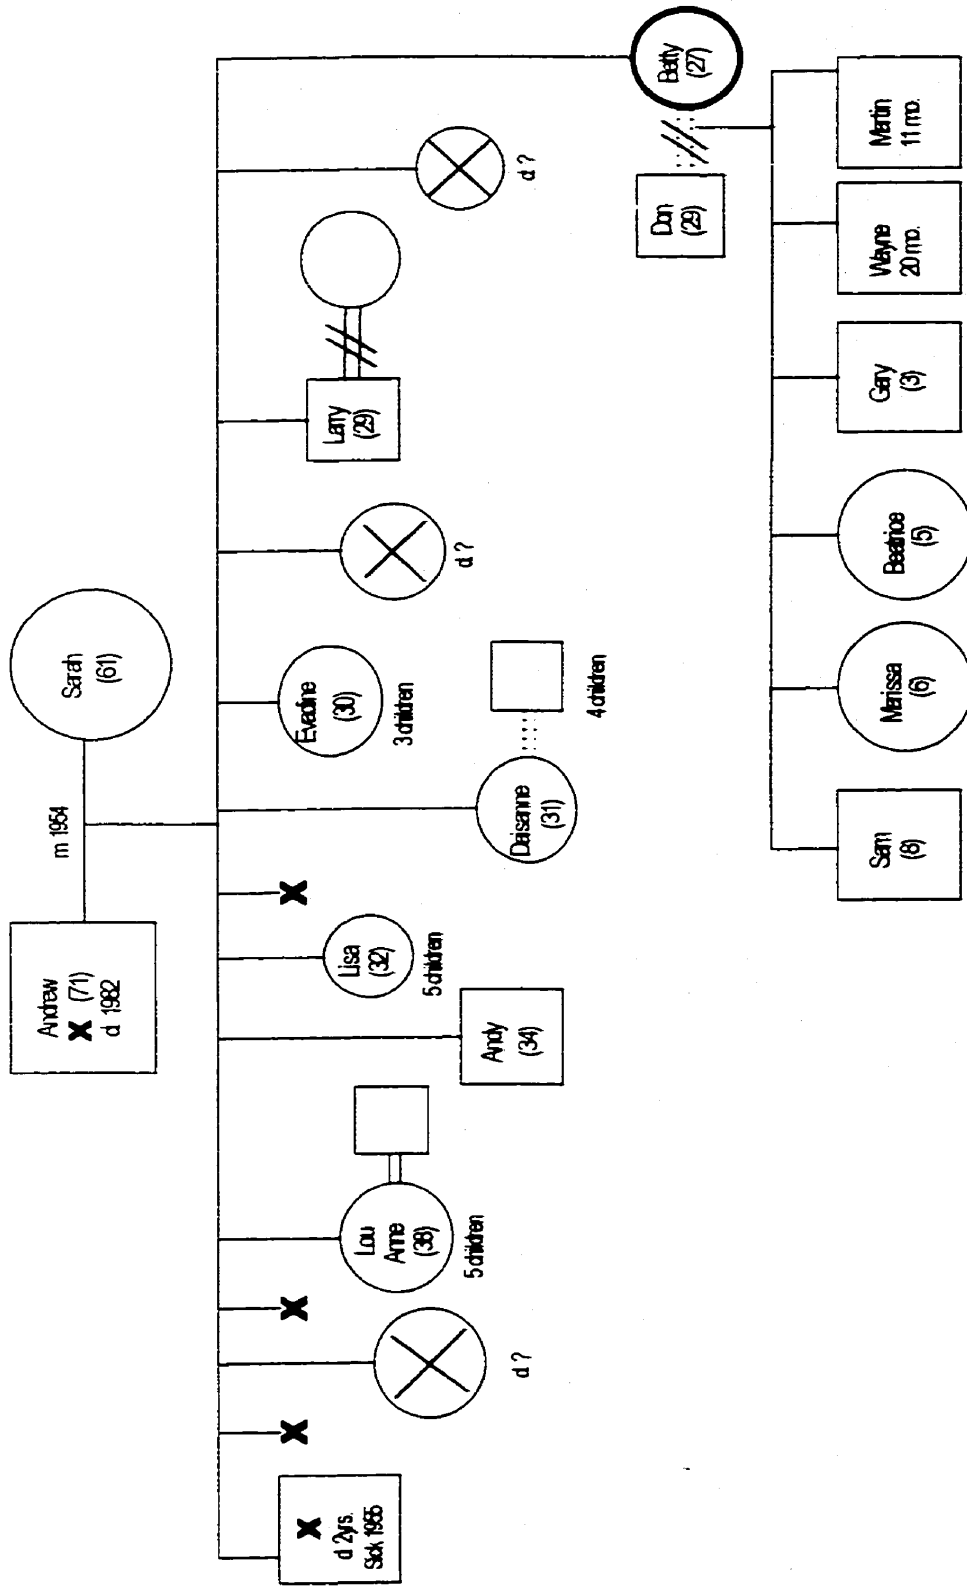 Andrew
X (71)
d 1982
m 1954
Sarah
(61)
X
d 2yrs.
Sick 1955
X
d ?
X
Lou
Anne
(38)
5 children
Andy
(34)
Lisa
(32)
5 children
X
Daisanne
(31)
4 children
Evadine
(30)
3 children
d ?
Larry
(29)
d ?
Don
(29)
Betty
(27)
Sam
(8)
Marissa
(6)
Beatrice
(5)
Gary
(3)
Wayne
20 mo.
Martin
11 mo.